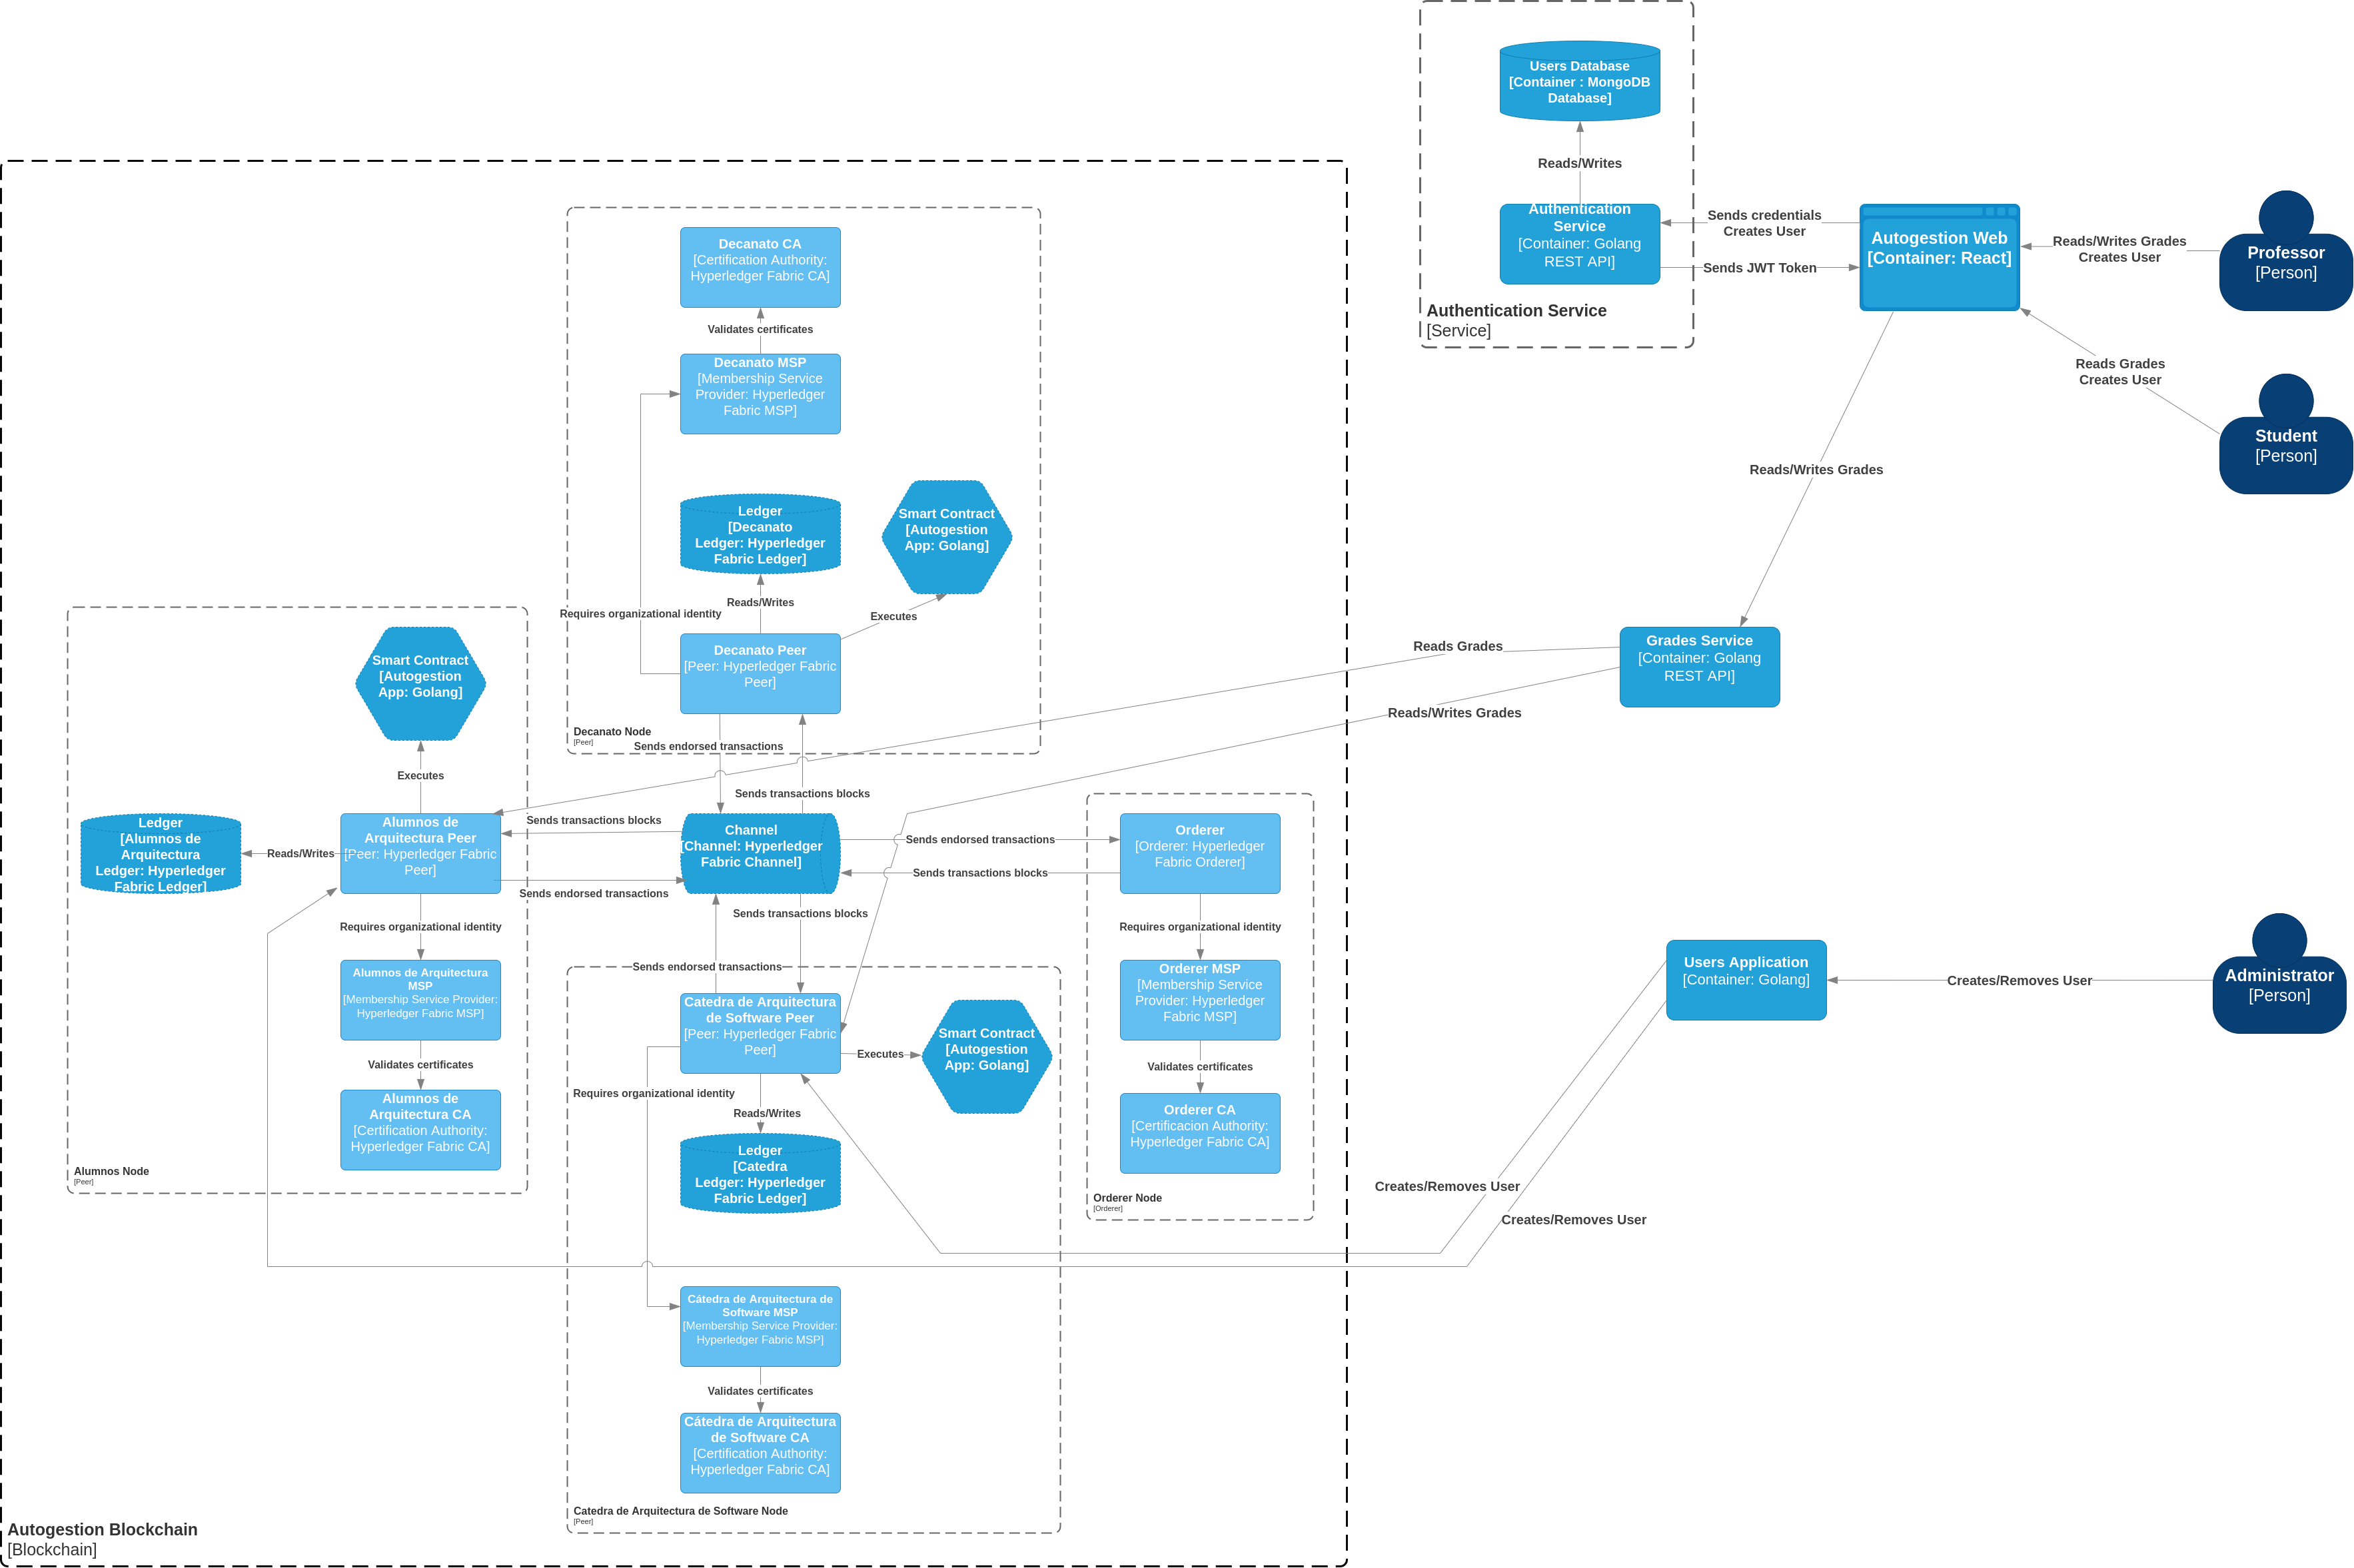 Users Database
[Container : MongoDB
Database]
Reads/Writes
Authentication
Service
[Container: Golang
REST API]
Authentication Service
[Service]
Sends credentials
Creates User
Sends JWT Token
Autogestion Web
[Container: React]
Reads/Writes Grades
Creates User
Professor
[Person]
Reads Grades
Creates User
Student
[Person]
Reads/Writes Grades
Grades Service
[Container: Golang
REST API]
Reads Grades
Reads/Writes Grades
Users Application
[Container: Golang]
Creates/Removes User
Administrator
[Person]
Creates/Removes User
Creates/Removes User
Decanato CA
[Certification Authority:
Hyperledger Fabric CA]
Validates certificates
Decanato MSP
[Membership Service
Provider: Hyperledger
Fabric MSP]
Ledger
[Decanato
Ledger: Hyperledger
Fabric Ledger]
Smart Contract
[Autogestion
App: Golang]
Requires organizational identity
Reads/Writes
Executes
Decanato Peer
[Peer: Hyperledger Fabric
Peer]
Decanato Node
[Peer]
Sends endorsed transactions
Sends transactions blocks
Smart Contract
[Autogestion
App: Golang]
Executes
Ledger
[Alumnos de
Arquitectura
Ledger: Hyperledger
Fabric Ledger]
Reads/Writes
Alumnos de
Arquitectura Peer
[Peer: Hyperledger Fabric
Peer]
Sends transactions blocks
Sends endorsed transactions
Requires organizational identity
Alumnos de Arquitectura
MSP
[Membership Service Provider:
Hyperledger Fabric MSP]
Validates certificates
Alumnos de
Arquitectura CA
[Certification Authority:
Hyperledger Fabric CA]
Alumnos Node
[Peer]
Channel
[Channel: Hyperledger
Fabric Channel]
Sends endorsed transactions
Sends transactions blocks
Orderer
[Orderer: Hyperledger
Fabric Orderer]
Requires organizational identity
Orderer MSP
[Membership Service
Provider: Hyperledger
Fabric MSP]
Validates certificates
Orderer CA
[Certificacion Authority:
Hyperledger Fabric CA]
Orderer Node
[Orderer]
Sends transactions blocks
Sends endorsed transactions
Catedra de Arquitectura
de Software Peer
[Peer: Hyperledger Fabric
Peer]
Executes
Smart Contract
[Autogestion
App: Golang]
Requires organizational identity
Reads/Writes
Ledger
[Catedra
Ledger: Hyperledger
Fabric Ledger]
Cátedra de Arquitectura de
Software MSP
[Membership Service Provider:
Hyperledger Fabric MSP]
Validates certificates
Cátedra de Arquitectura
de Software CA
[Certification Authority:
Hyperledger Fabric CA]
Catedra de Arquitectura de Software Node
[Peer]
Autogestion Blockchain
[Blockchain]